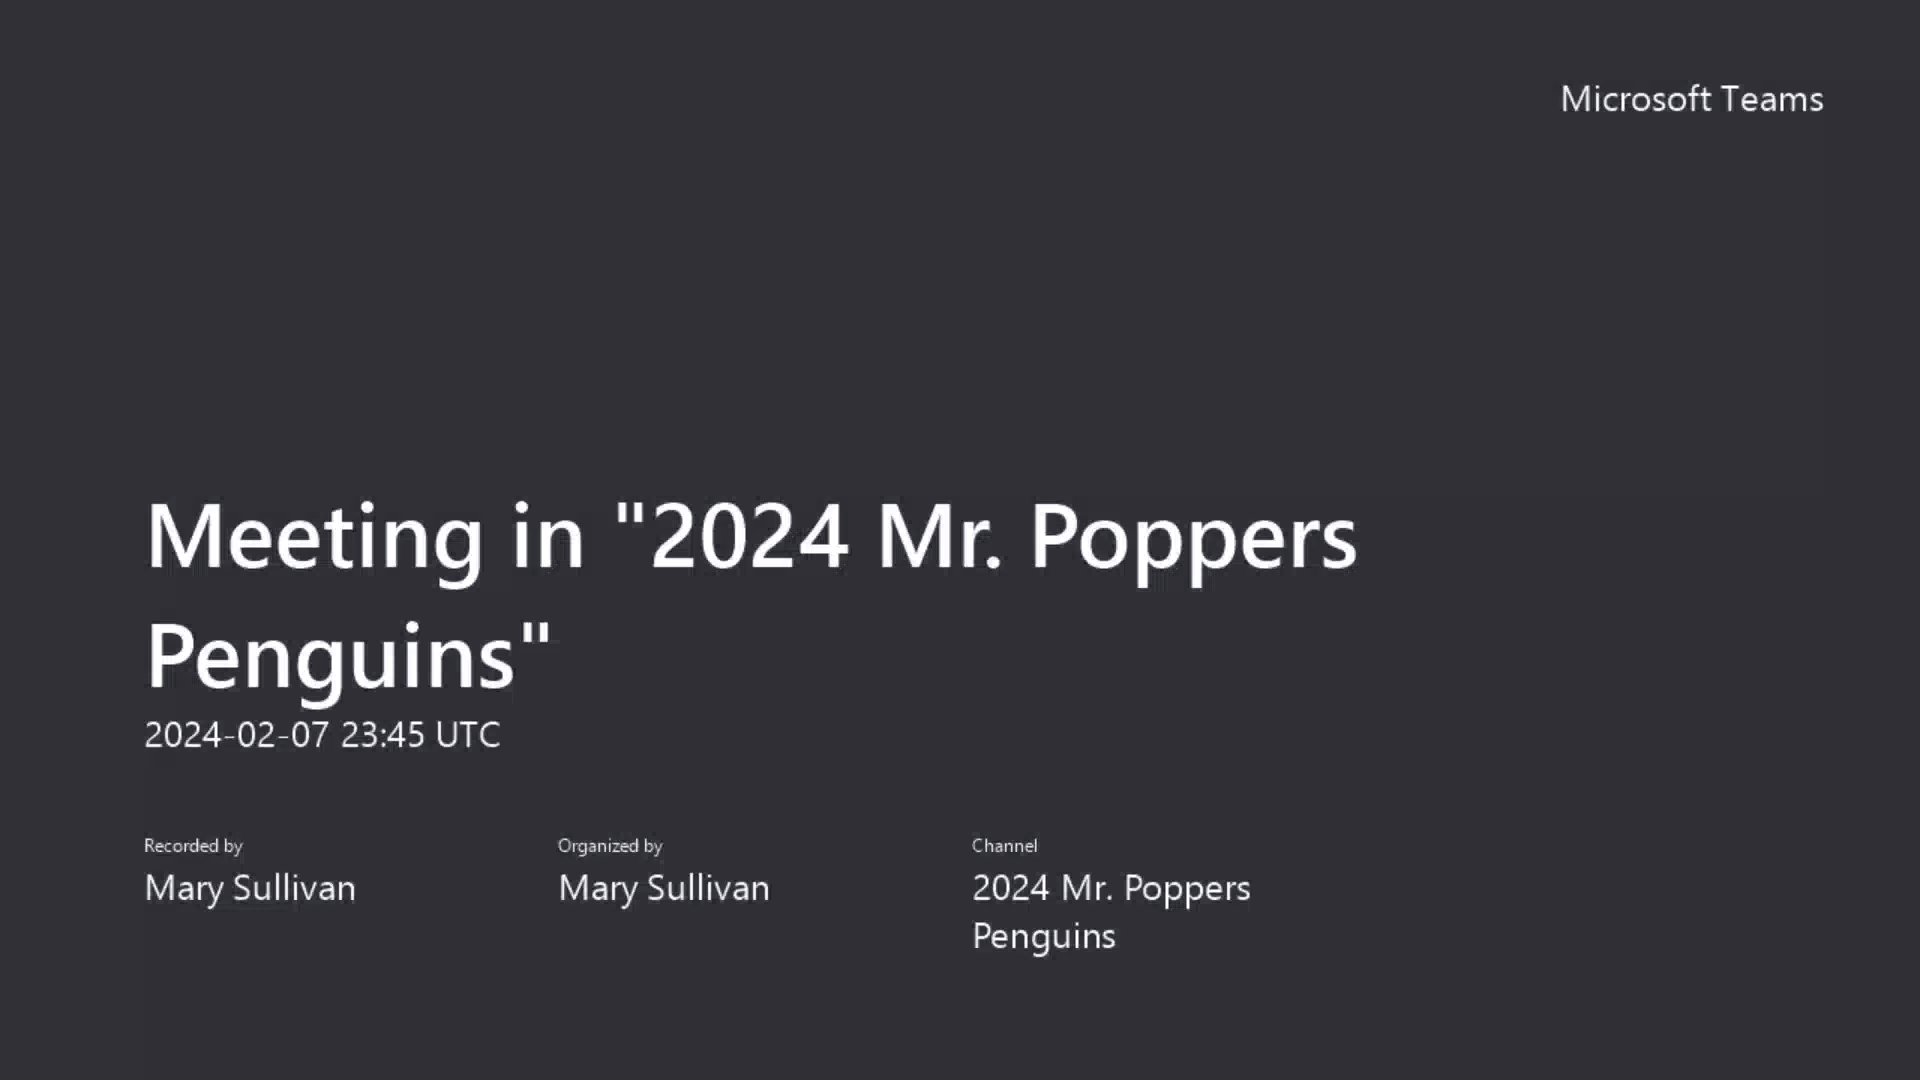 Microsoft Teams
Meeting in "2024 Mr. Poppers
Penguins"
2024-02-07 23:45 UTC
Recorded by
Mary Sullivan
Organized by
Mary Sullivan
Channel
2024 Mr. Poppers
Penguins